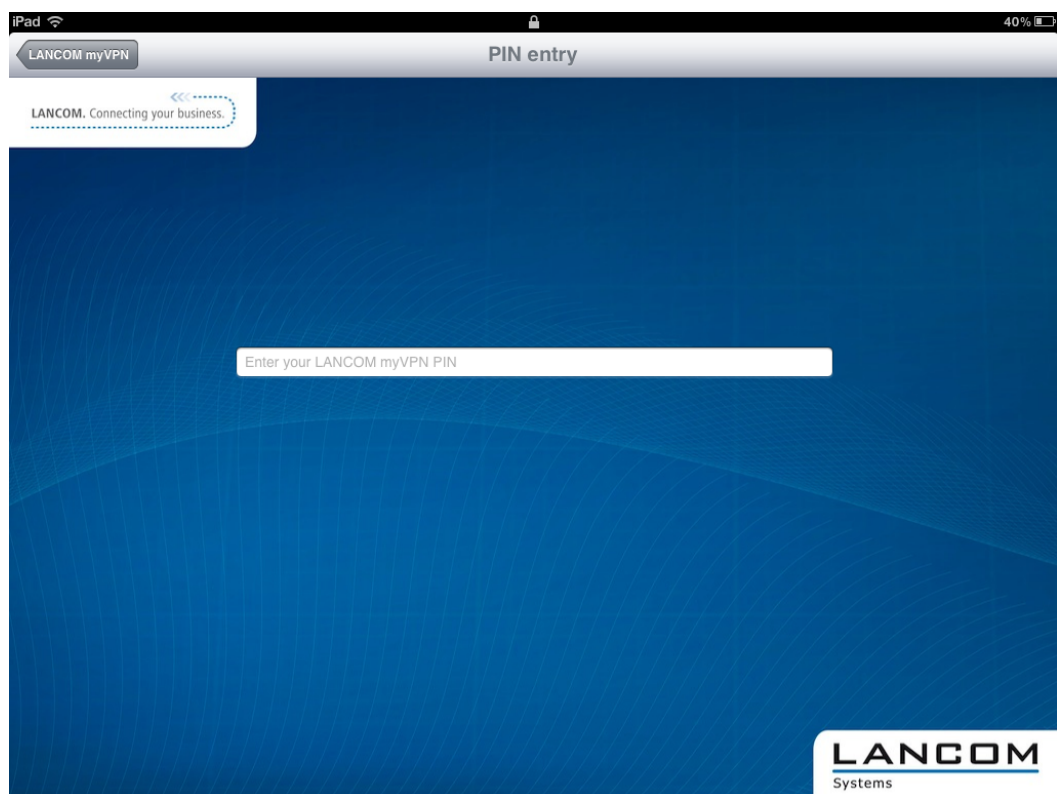 iPad 40%
LANCOM myVPN PIN entry
LANCOM. Connecting your business.
Enter your LANCOM myVPN PIN
LANCOM
Systems